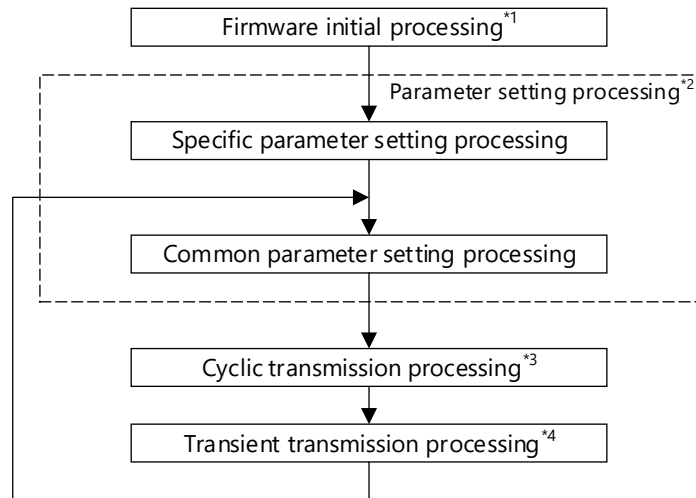 Firmware initial processing*1
Parameter setting processing*2
Specific parameter setting processing
Common parameter setting processing
Cyclic transmission processing*3
Transient transmission processing*4